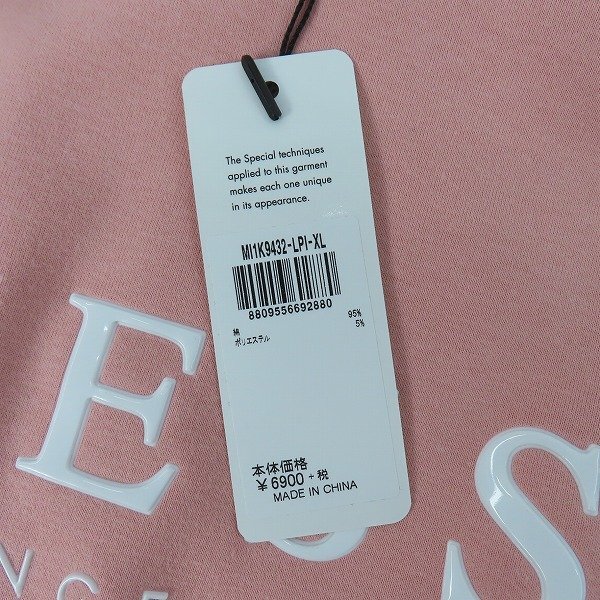 The Special techniques
applied to this garment
makes each one unique
in its appearance.
MI1K9432-LPI-XL
8809556692880
綿 95%
ポリエステル 5%
本体価格
¥6900 + 税
MADE IN CHINA
E S
NCE